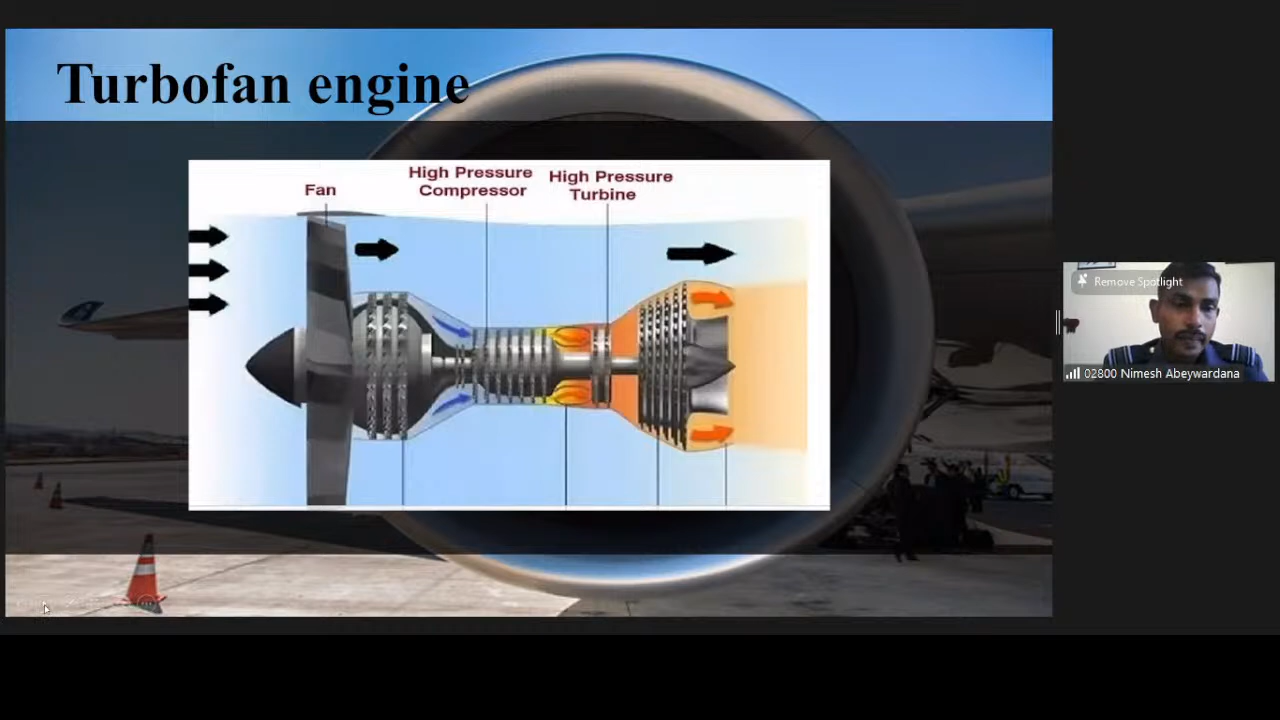 Turbofan engine
Fan
High Pressure
Compressor
High Pressure
Turbine
Remove Spotlight
02800 Nimesh Abeywardana